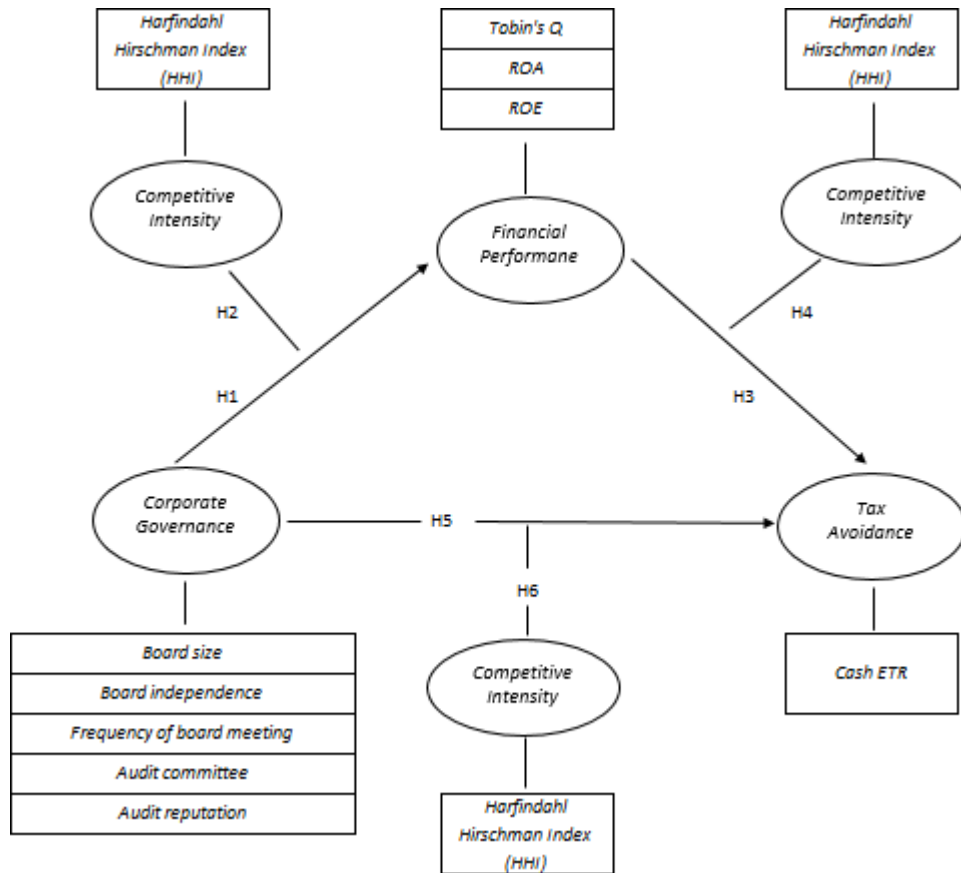 Harfindahl
Hirschman Index
(HHI)
Tobin's Q
ROA
ROE
Harfindahl
Hirschman Index
(HHI)
Competitive
Intensity
Financial
Performane
Competitive
Intensity
H2
H4
H1
H3
Corporate
Governance
H5
Tax
Avoidance
H6
Board size
Board independence
Frequency of board meeting
Audit committee
Audit reputation
Competitive
Intensity
Cash ETR
Harfindahl
Hirschman Index
(HHI)